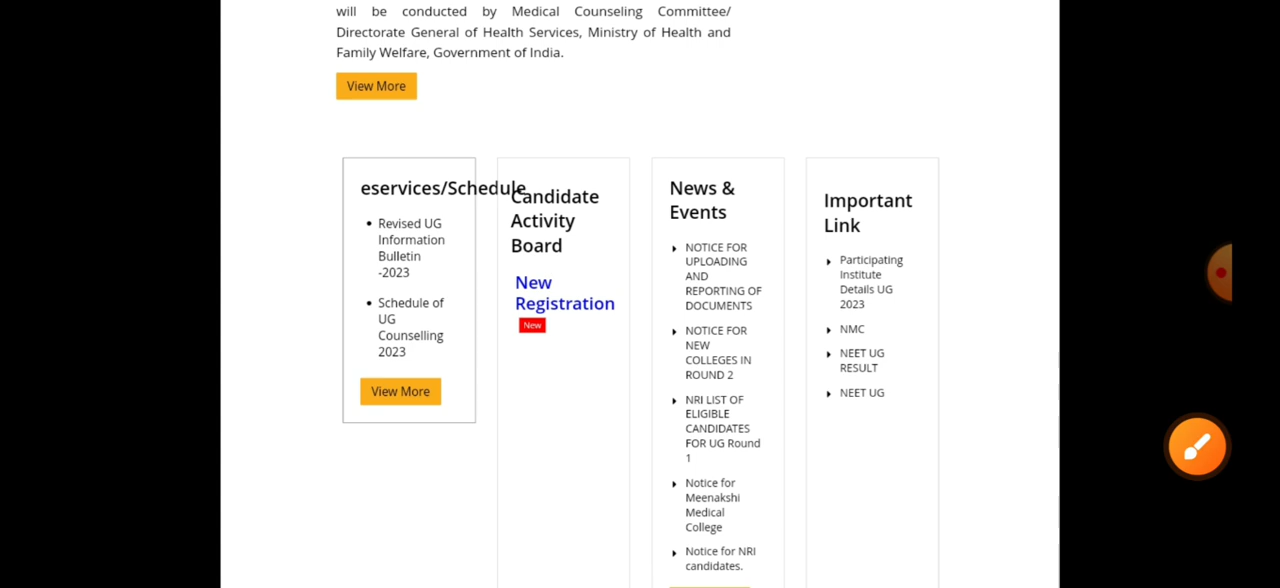 will be conducted by Medical Counseling Committee/
Directorate General of Health Services, Ministry of Health and
Family Welfare, Government of India.
View More
eservices/Schedule
Revised UG
Information
Bulletin
-2023
Schedule of
UG
Counselling
2023
View More
Candidate
Activity
Board
New
Registration
New
News &
Events
NOTICE FOR
UPLOADING
AND
REPORTING OF
DOCUMENTS
NOTICE FOR
NEW
COLLEGES IN
ROUND 2
NRI LIST OF
ELIGIBLE
CANDIDATES
FOR UG Round
1
Notice for
Meenakshi
Medical
College
Notice for NRI
candidates.
Important
Link
Participating
Institute
Details UG
2023
NMC
NEET UG
RESULT
NEET UG